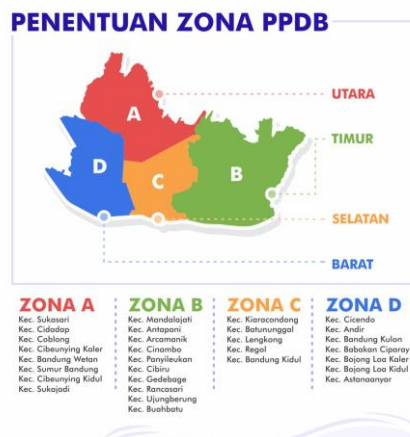 PENENTUAN ZONA PPDB
UTARA
A
TIMUR
D
C
B
SELATAN
BARAT
ZONA A
Kec. Sukasari
Kec. Cidadap
Kec. Coblong
Kec. Cibeunying Kaler
Kec. Bandung Wetan
Kec. Sumur Bandung
Kec. Cibeunying Kidul
Kec. Sukajadi
ZONA B
Kec. Mandalajati
Kec. Antapani
Kec. Arcamanik
Kec. Cinambo
Kec. Panyileukan
Kec. Cibiru
Kec. Gedebage
Kec. Rancasari
Kec. Ujungberung
Kec. Buahbatu
ZONA C
Kec. Kiaracondong
Kec. Batununggal
Kec. Lengkong
Kec. Regol
Kec. Bandung Kidul
ZONA D
Kec. Cicendo
Kec. Andir
Kec. Bandung Kulon
Kec. Babakan Ciparay
Kec. Bojong Loa Kaler
Kec. Bojong Loa Kidul
Kec. Astanaanyar